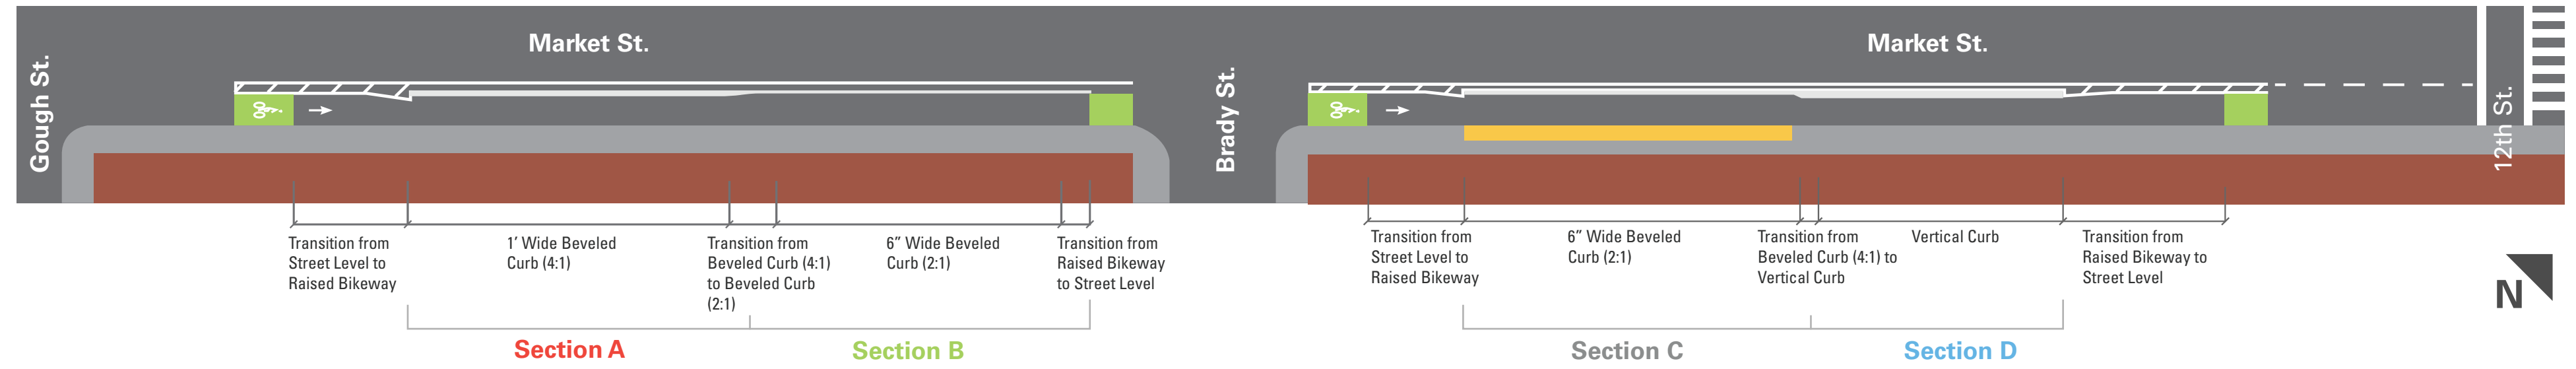 Market St.
Market St.
Gough St.
Brady St.
12th St.
Transition from
Street Level to
Raised Bikeway
1’ Wide Beveled
Curb (4:1)
Transition from
Beveled Curb (4:1)
to Beveled Curb
(2:1)
6” Wide Beveled
Curb (2:1)
Transition from
Raised Bikeway
to Street Level
Transition from
Street Level to
Raised Bikeway
6” Wide Beveled
Curb (2:1)
Transition from
Beveled Curb (4:1) to
Vertical Curb
Vertical Curb
Transition from
Raised Bikeway to
Street Level
N
Section A
Section B
Section C
Section D